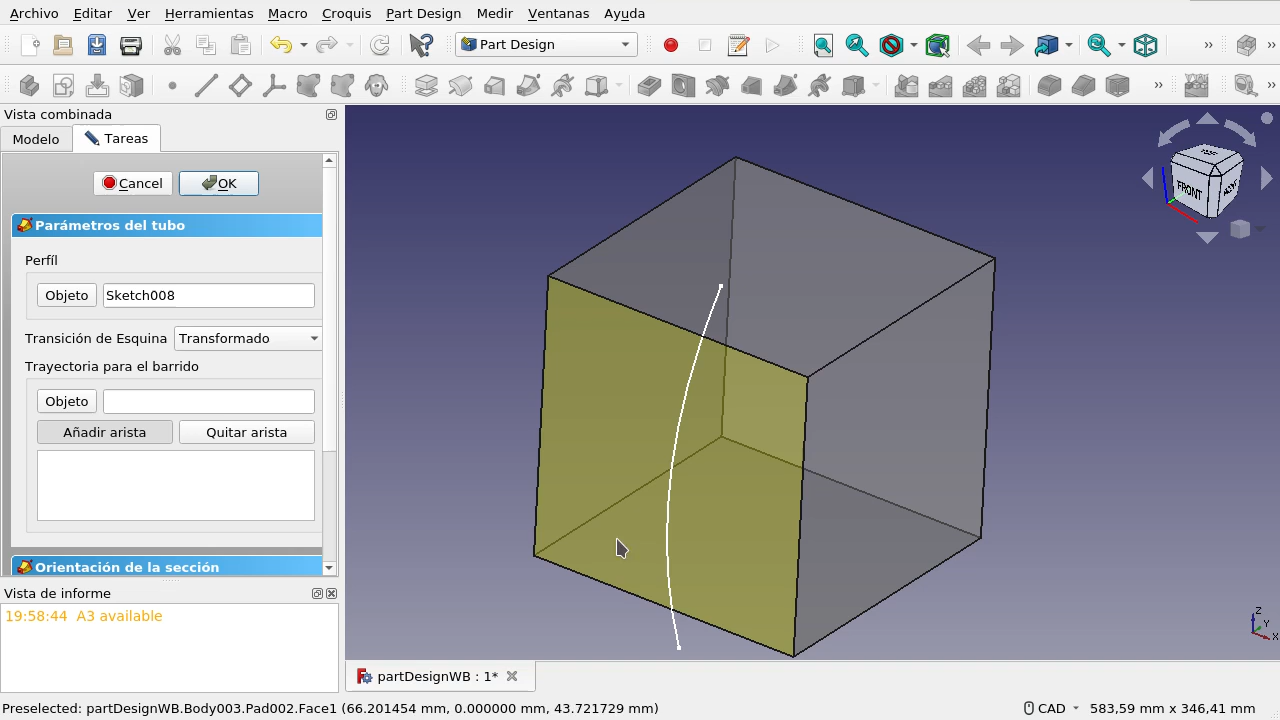 Archivo Editar Ver Herramientas Macro Croquis Part Design Medir Ventanas Ayuda
Part Design
Vista combinada
Modelo Tareas
Cancel OK
Parámetros del tubo
Perfíl
Objeto Sketch008
Transición de Esquina Transformado
Trayectoria para el barrido
Objeto
Añadir arista Quitar arista
Orientación de la sección
Vista de informe
19:58:44 A3 available
FRONT
Z
Y
X
partDesignWB : 1*
Preselected: partDesignWB.Body003.Pad002.Face1 (66.201454 mm, 0.000000 mm, 43.721729 mm) CAD 583,59 mm x 346,41 mm